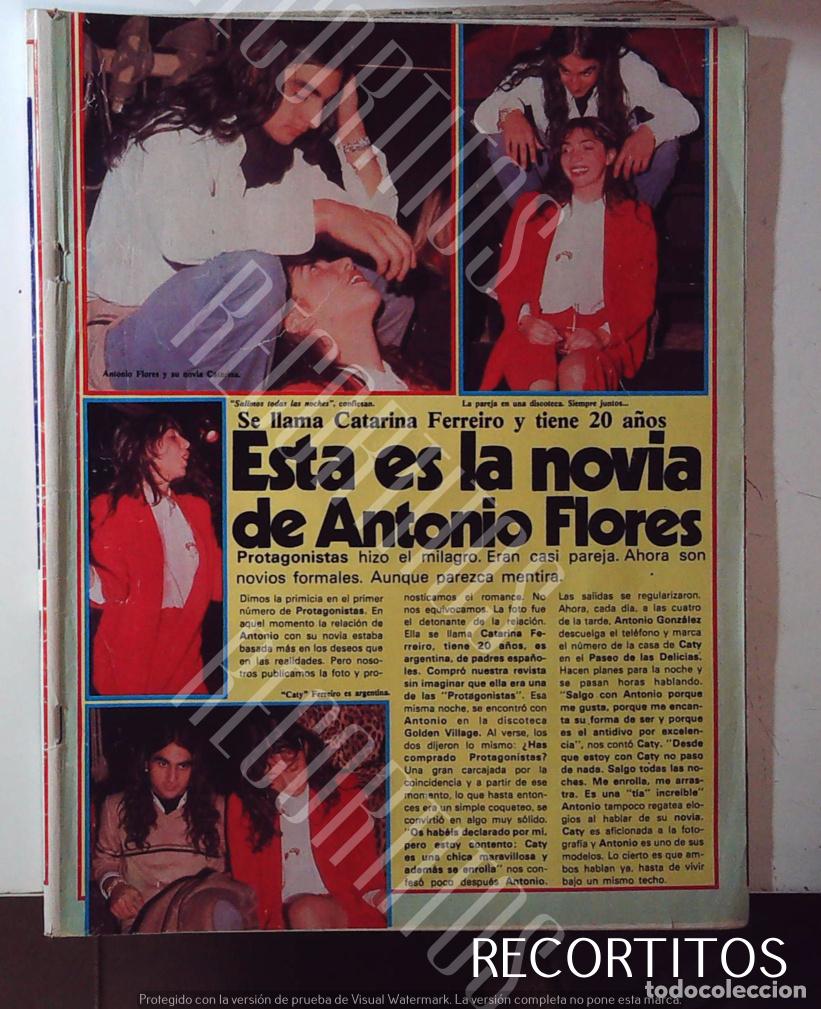 Antonio Flores y su novia Catarina.
"Salimos todas las noches", confiesan.
La pareja en una discoteca. Siempre juntos...
Se llama Catarina Ferreiro y tiene 20 años
Esta es la novia
de Antonio Flores
Protagonistas hizo el milagro. Eran casi pareja. Ahora son
novios formales. Aunque parezca mentira.
Dimos la primicia en el primer
número de Protagonistas. En
aquel momento la relación de
Antonio con su novia estaba
basada más en los deseos que
en las realidades. Pero noso-
tros publicamos la foto y pro-
"Caty" Ferreiro es argentina.
nosticamos el romance. No
nos equivocamos. La foto fue
el detonante de la relación.
Ella se llama Catarina Fe-
rreiro, tiene 20 años, es
argentina, de padres españo-
les. Compró nuestra revista
sin imaginar que ella era una
de las "Protagonistas". Esa
misma noche, se encontró con
Antonio en la discoteca
Golden Village. Al verse, los
dos dijeron lo mismo: ¿Has
comprado Protagonistas?
Una gran carcajada por la
coincidencia y a partir de ese
momento, lo que hasta enton-
ces era un simple coqueteo, se
convirtió en algo muy sólido.
"Os habéis declarado por mi,
pero estoy contento: Caty
es una chica maravillosa y
además se enrolla" nos con-
fesó poco después Antonio.
Las salidas se regularizaron.
Ahora, cada día, a las cuatro
de la tarde, Antonio González
descuelga el teléfono y marca
el número de la casa de Caty
en el Paseo de las Delicias.
Hacen planes para la noche y
se pasan horas hablando.
"Salgo con Antonio porque
me gusta, porque me encan-
ta su forma de ser y porque
es el antidivo por excelen-
cia", nos contó Caty. "Desde
que estoy con Caty no paso
de nada. Salgo todas las no-
ches. Me enrolla, me arras-
tra. Es una "tía" increíble"
Antonio tampoco regatea elo-
gios al hablar de su novia.
Caty es aficionada a la foto-
grafía y Antonio es uno de sus
modelos. Lo cierto es que am-
bos hablan ya, hasta de vivir
bajo un mismo techo.
RECORTITOS
RECORTITOS
RECORTITOS
RECORTITOS
RECORTITOS
todocoleccion
Protegido con la versión de prueba de Visual Watermark. La versión completa no pone esta marca.